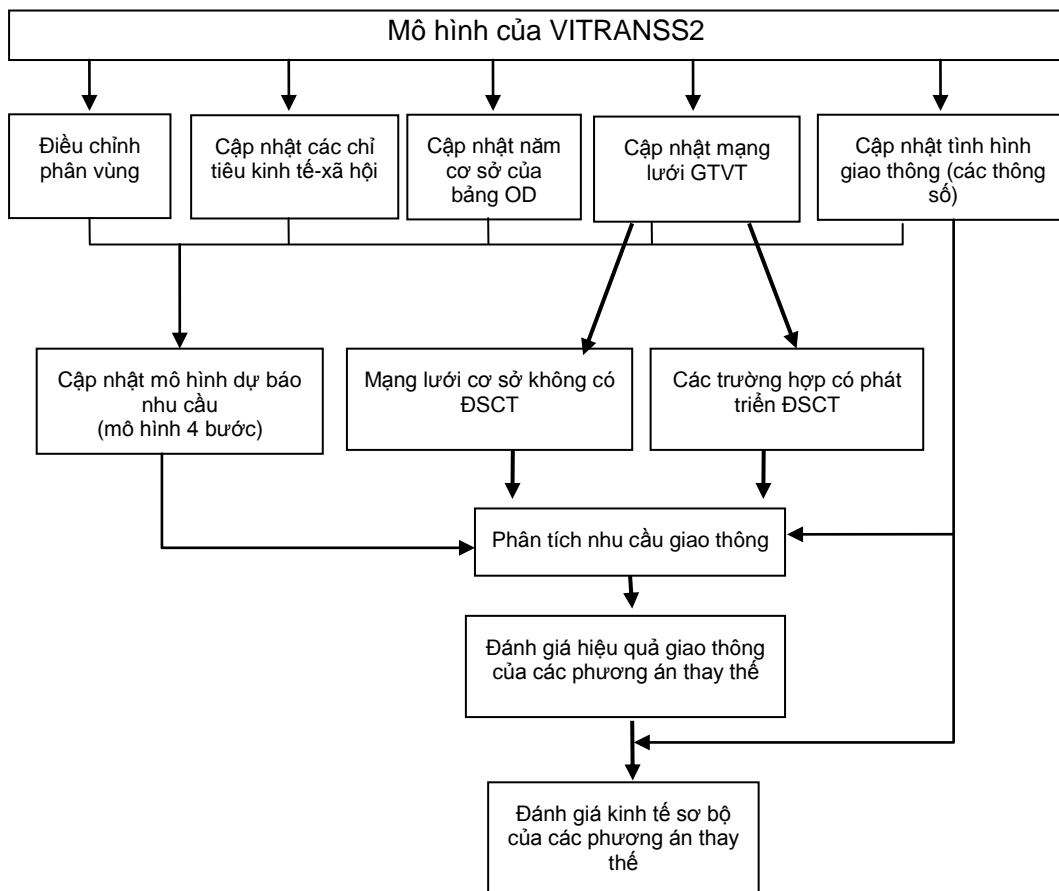 Mô hình của VITRANSS2
Điều chỉnh
phân vùng
Cập nhật các chỉ
tiêu kinh tế-xã hội
Cập nhật năm
cơ sở của
bảng OD
Cập nhật mạng
lưới GTVT
Cập nhật tình hình
giao thông (các thông
số)
Cập nhật mô hình dự báo
nhu cầu
(mô hình 4 bước)
Mạng lưới cơ sở không có
ĐSCT
Các trường hợp có phát
triển ĐSCT
Phân tích nhu cầu giao thông
Đánh giá hiệu quả giao thông
của các phương án thay thế
Đánh giá kinh tế sơ bộ
của các phương án thay
thế